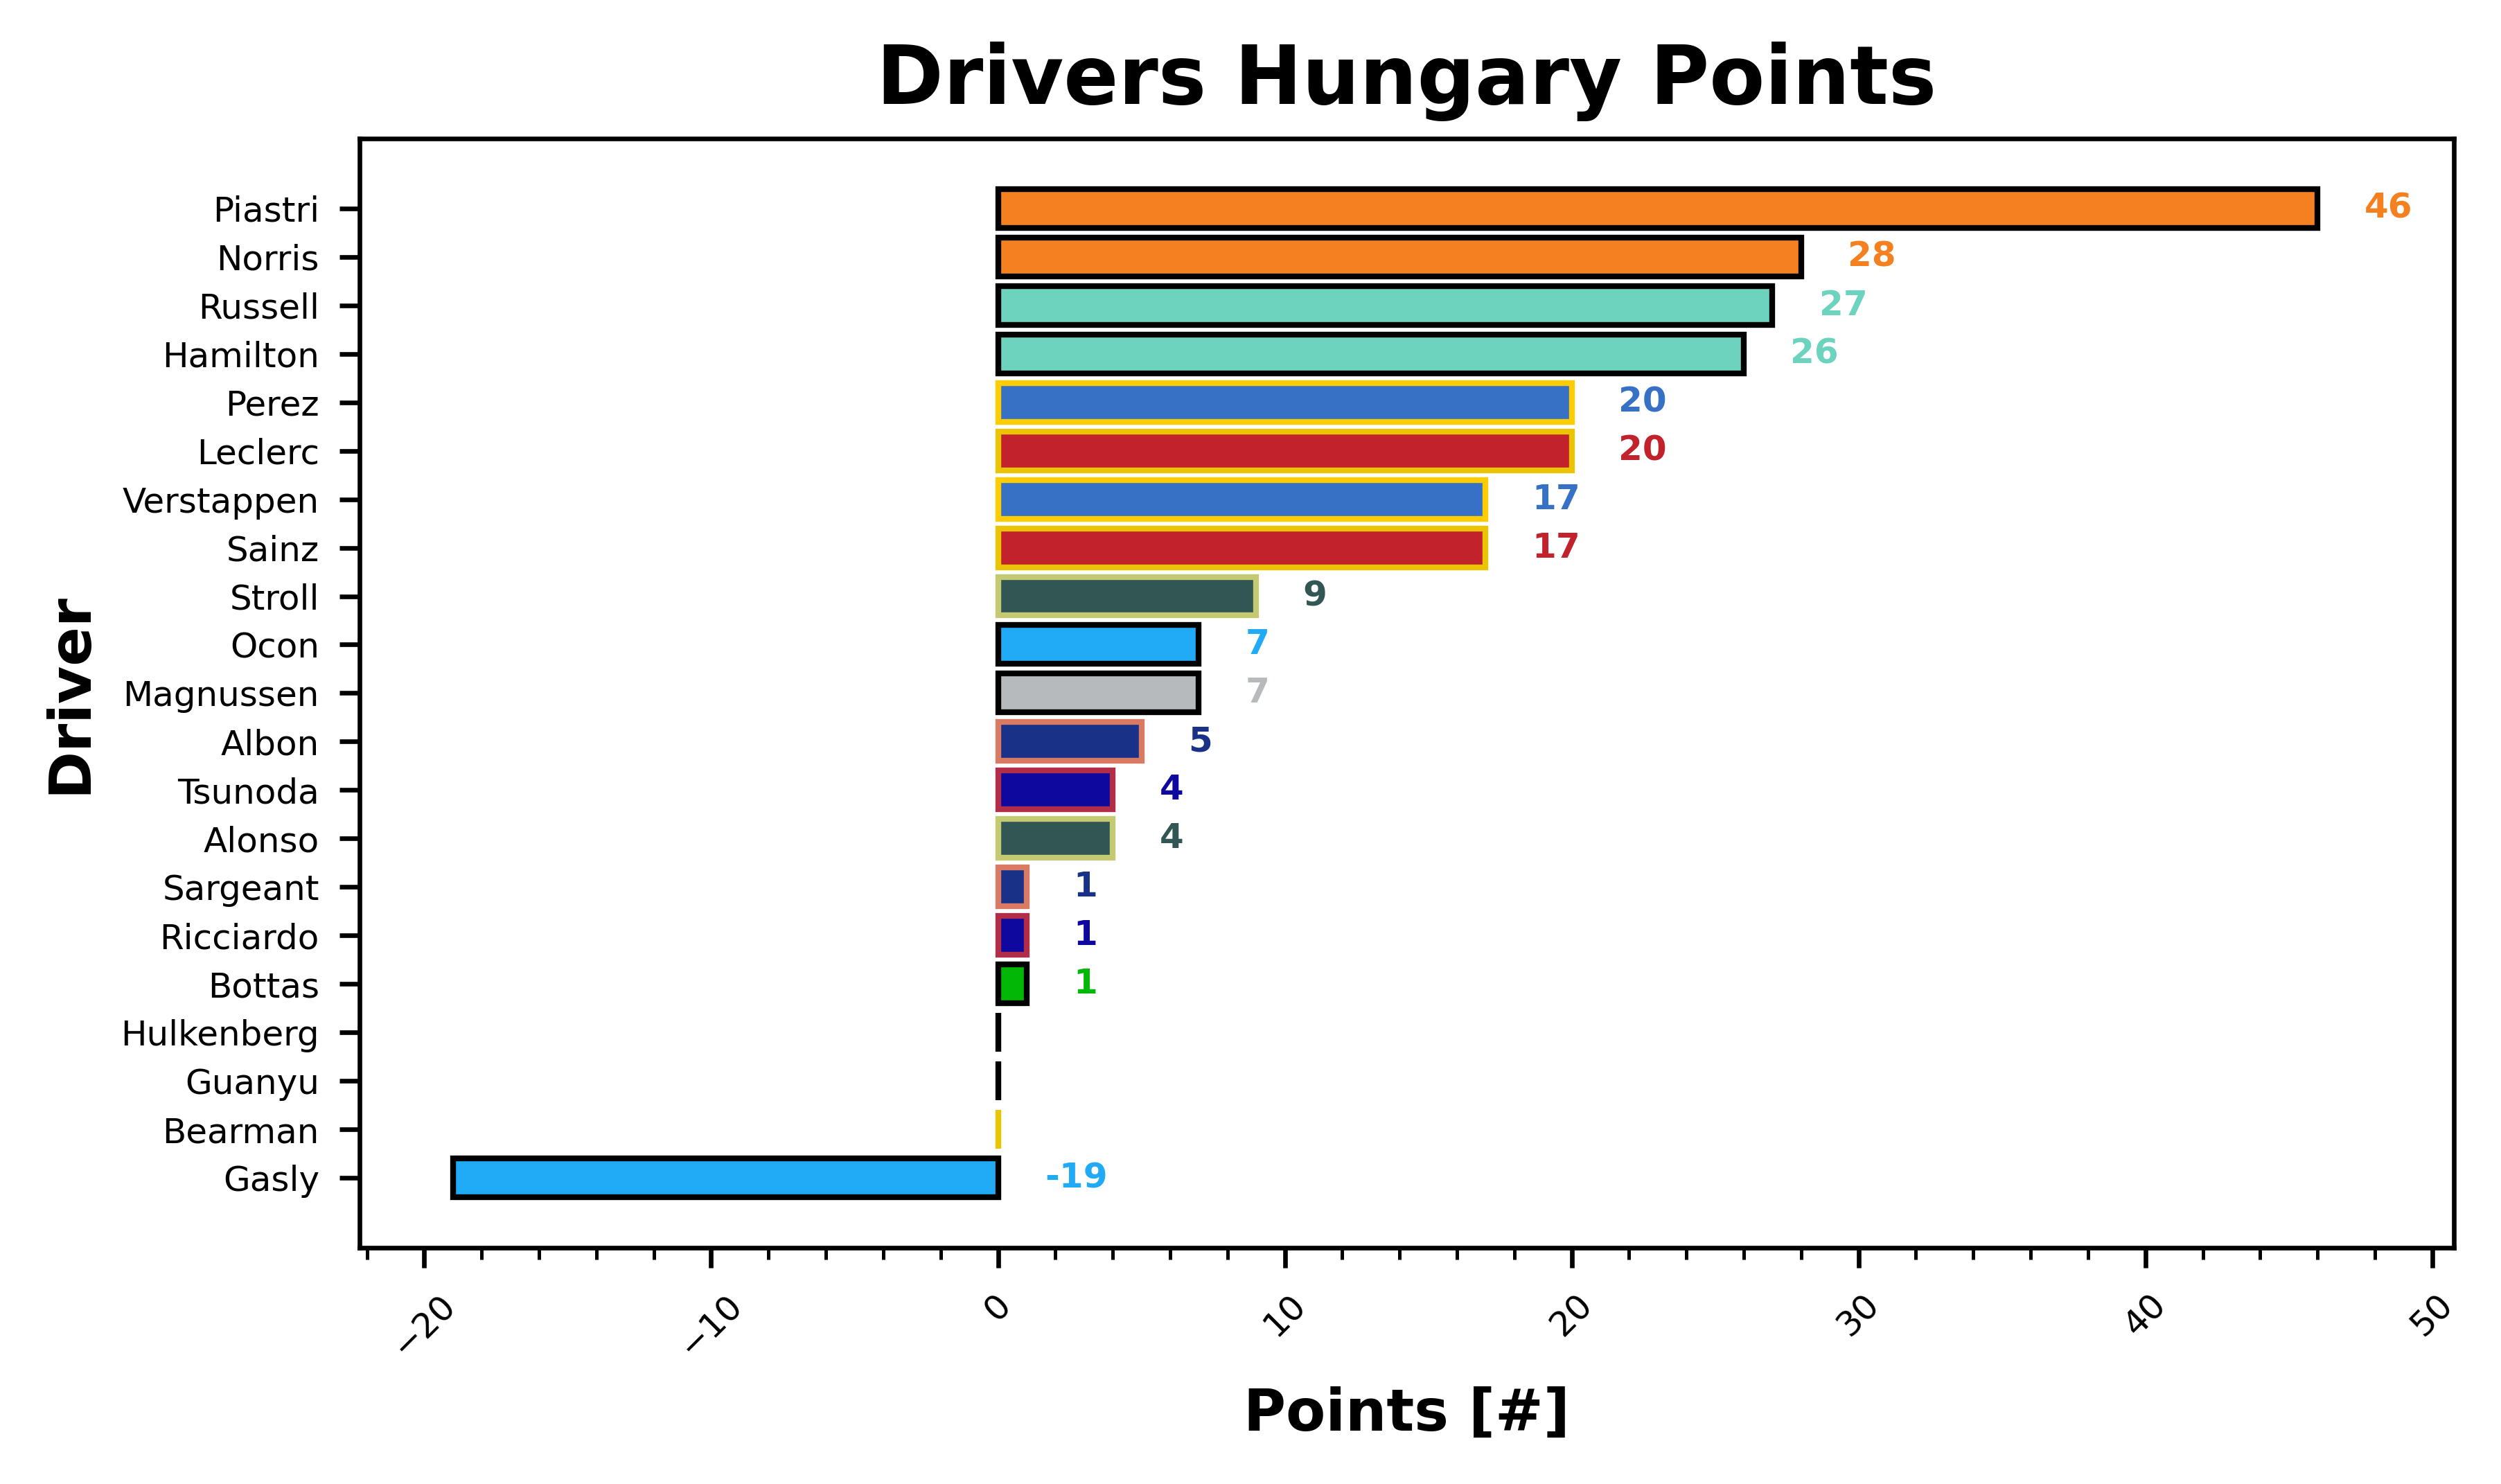 Drivers Hungary Points
Driver
Piastri 46
Norris 28
Russell 27
Hamilton 26
Perez 20
Leclerc 20
Verstappen 17
Sainz 17
Stroll 9
Ocon 7
Magnussen 7
Albon 5
Tsunoda 4
Alonso 4
Sargeant 1
Ricciardo 1
Bottas 1
Hulkenberg
Guanyu
Bearman
Gasly -19
−20 −10 0 10 20 30 40 50
Points [#]